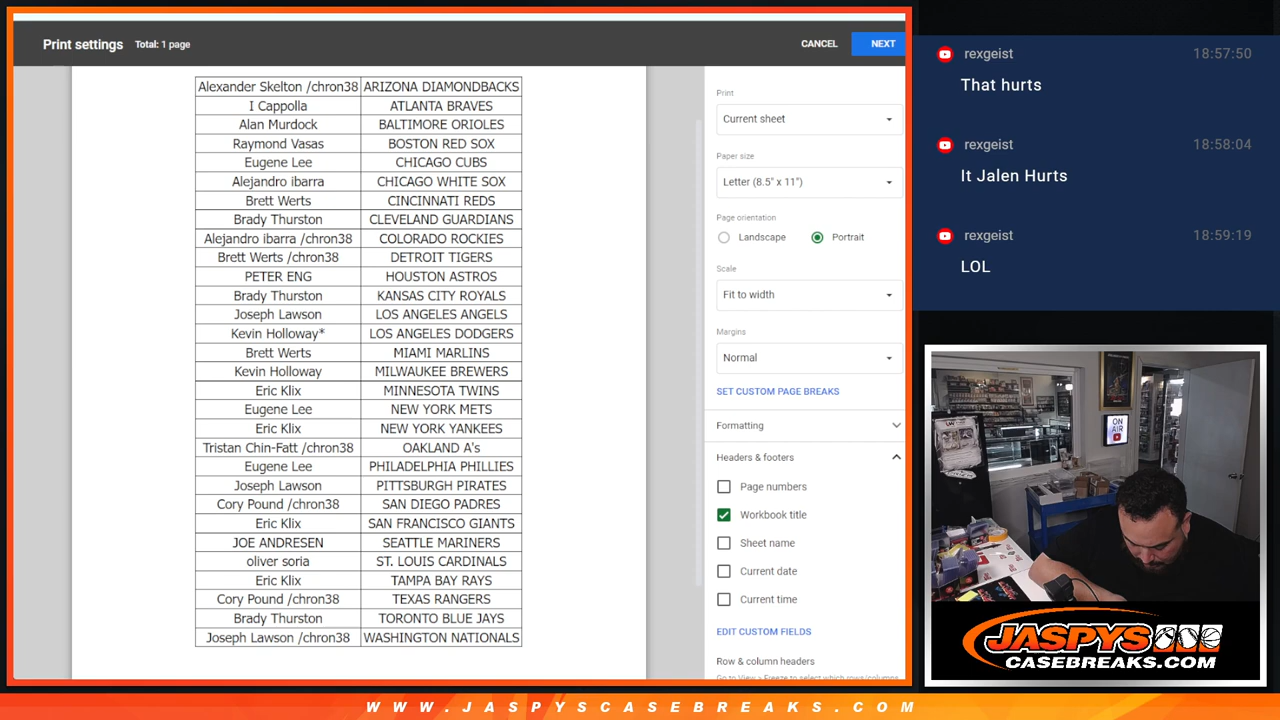 Print settings Total: 1 page CANCEL NEXT
Alexander Skelton /chron38 ARIZONA DIAMONDBACKS
I Cappolla ATLANTA BRAVES
Alan Murdock BALTIMORE ORIOLES
Raymond Vasas BOSTON RED SOX
Eugene Lee CHICAGO CUBS
Alejandro ibarra CHICAGO WHITE SOX
Brett Werts CINCINNATI REDS
Brady Thurston CLEVELAND GUARDIANS
Alejandro ibarra /chron38 COLORADO ROCKIES
Brett Werts /chron38 DETROIT TIGERS
PETER ENG HOUSTON ASTROS
Brady Thurston KANSAS CITY ROYALS
Joseph Lawson LOS ANGELES ANGELS
Kevin Holloway* LOS ANGELES DODGERS
Brett Werts MIAMI MARLINS
Kevin Holloway MILWAUKEE BREWERS
Eric Klix MINNESOTA TWINS
Eugene Lee NEW YORK METS
Eric Klix NEW YORK YANKEES
Tristan Chin-Fatt /chron38 OAKLAND A's
Eugene Lee PHILADELPHIA PHILLIES
Joseph Lawson PITTSBURGH PIRATES
Cory Pound /chron38 SAN DIEGO PADRES
Eric Klix SAN FRANCISCO GIANTS
JOE ANDRESEN SEATTLE MARINERS
oliver soria ST. LOUIS CARDINALS
Eric Klix TAMPA BAY RAYS
Cory Pound /chron38 TEXAS RANGERS
Brady Thurston TORONTO BLUE JAYS
Joseph Lawson /chron38 WASHINGTON NATIONALS
Print
Current sheet
Paper size
Letter (8.5" x 11")
Page orientation
Landscape Portrait
Scale
Fit to width
Margins
Normal
SET CUSTOM PAGE BREAKS
Formatting
Headers & footers
Page numbers
Workbook title
Sheet name
Current date
Current time
EDIT CUSTOM FIELDS
Row & column headers
Go to View > Freeze to select which rows/columns
rexgeist 18:57:50
That hurts
rexgeist 18:58:04
It Jalen Hurts
rexgeist 18:59:19
LOL
ON
AIR
JASPYS
CASEBREAKS.COM
WWW.JASPYSCASEBREAKS.COM